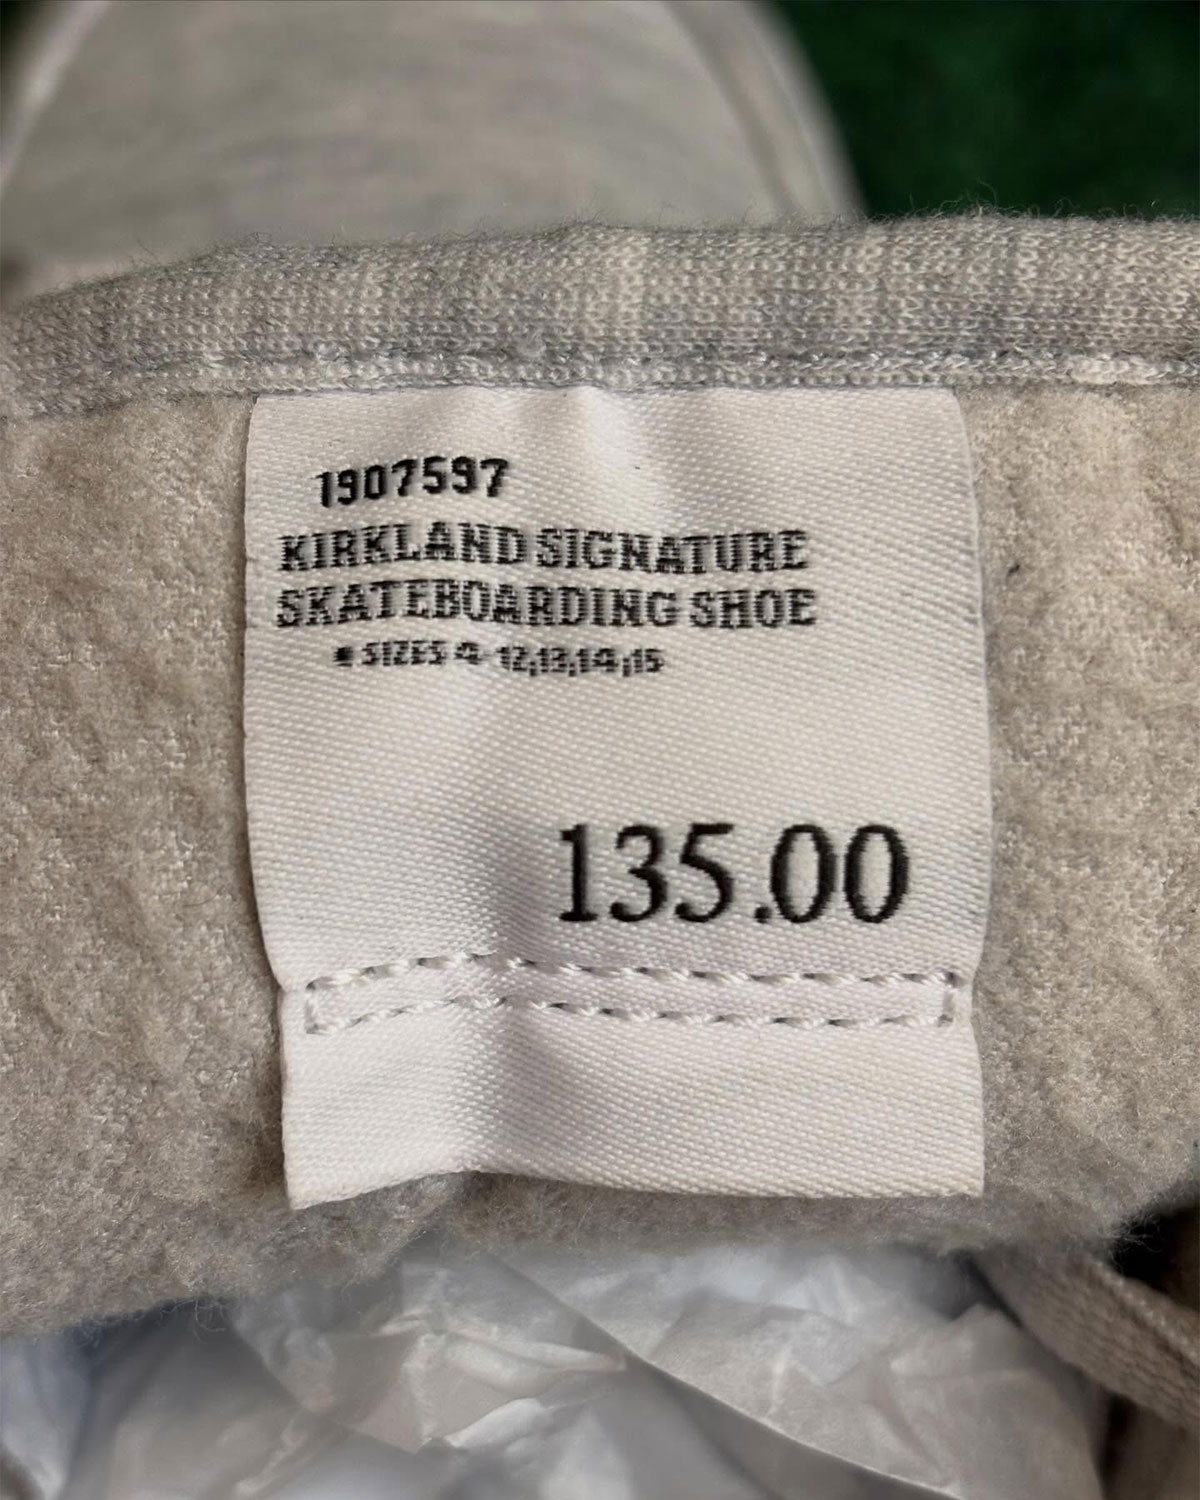 1907597
KIRKLAND SIGNATURE
SKATEBOARDING SHOE
• SIZES 4-12,13,14,15
135.00